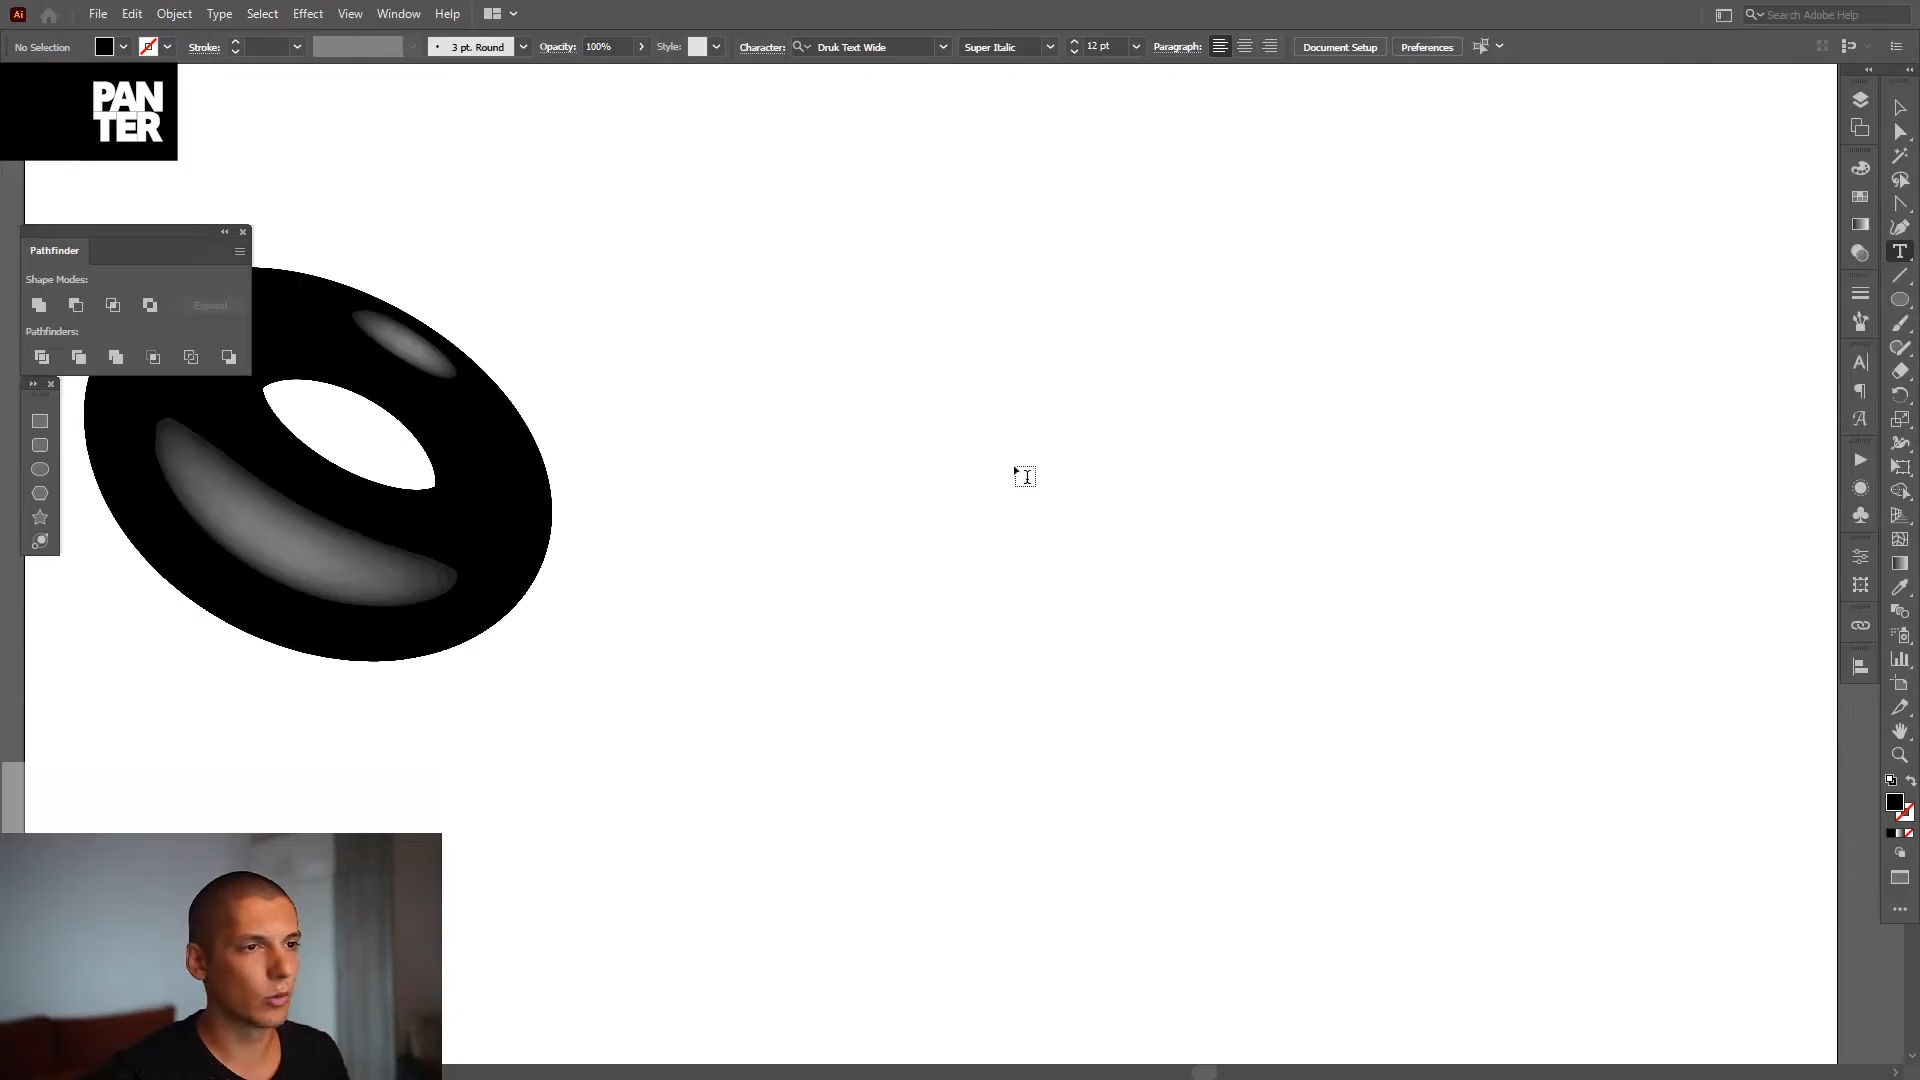 Ai File Edit Object Type Select Effect View Window Help Search Adobe Help
No Selection Stroke: 3 pt. Round Opacity: 100% Style: Character: Druk Text Wide Super Italic 12 pt Paragraph: Document Setup Preferences
PAN
TER
Pathfinder
Shape Modes:
Expand
Pathfinders: